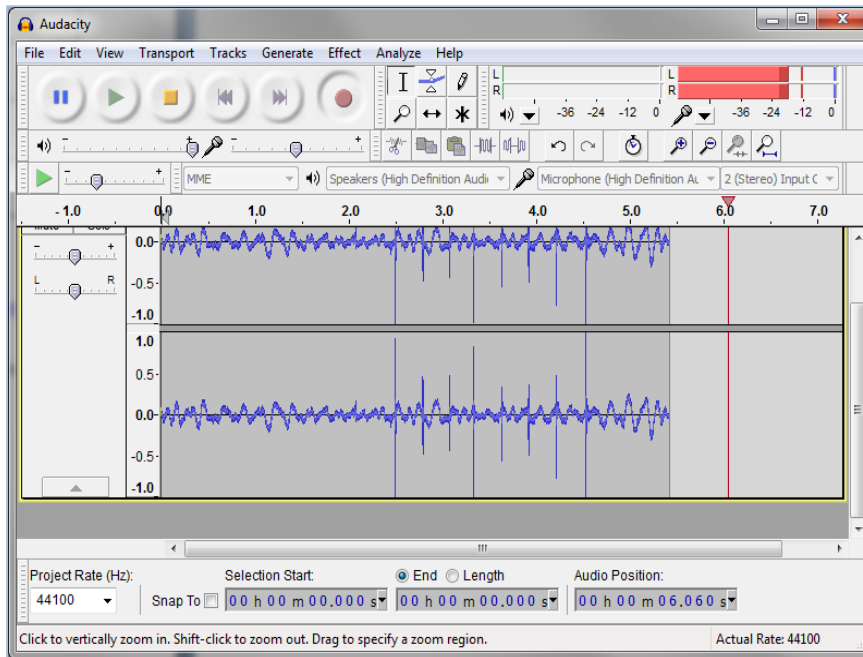 Audacity
File Edit View Transport Tracks Generate Effect Analyze Help
L
R
-36 -24 -12 0
L
R
-36 -24 -12 0
- +
- +
- + MME Speakers (High Definition Audi Microphone (High Definition Au 2 (Stereo) Input C
- 1.0 0.0 1.0 2.0 3.0 4.0 5.0 6.0 7.0
- +
L R
0.0
-0.5
-1.0
1.0
0.5
0.0
-0.5
-1.0
Project Rate (Hz): Selection Start: End Length Audio Position:
44100 Snap To 00 h 00 m 00.000 s 00 h 00 m 00.000 s 00 h 00 m 06.060 s
Click to vertically zoom in. Shift-click to zoom out. Drag to specify a zoom region. Actual Rate: 44100